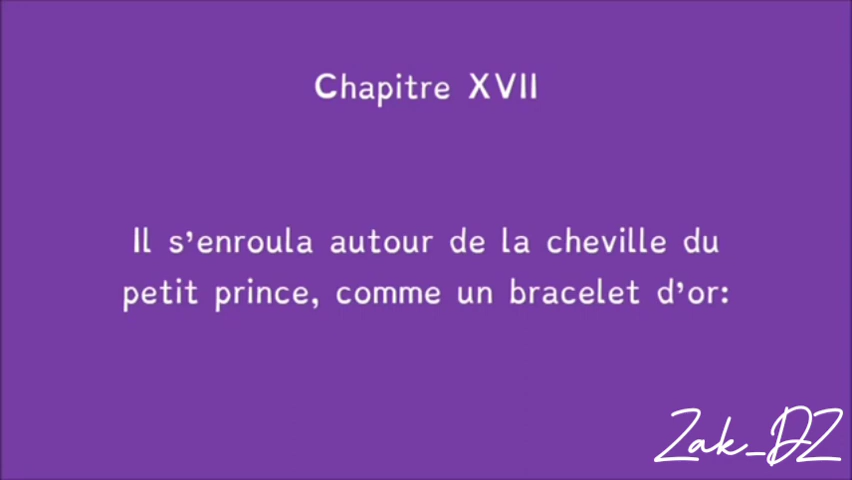 Chapitre XVII
Il s'enroula autour de la cheville du
petit prince, comme un bracelet d'or:
Zak_DZ